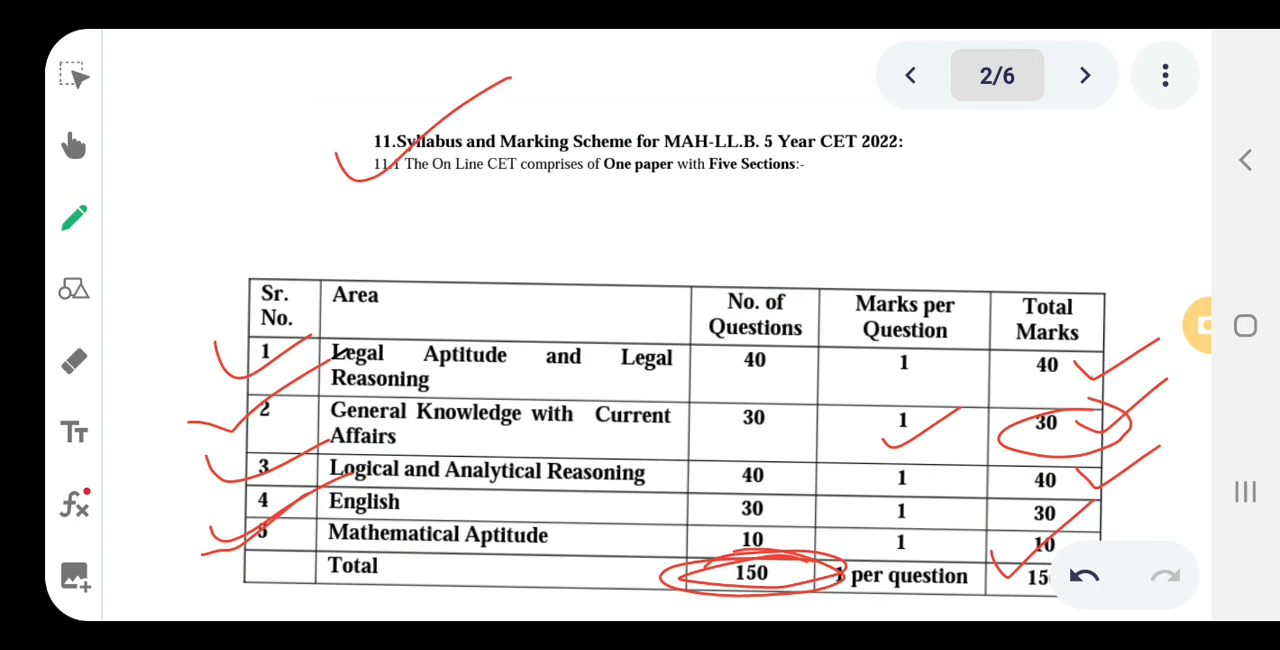 2/6
11.Syllabus and Marking Scheme for MAH-LL.B. 5 Year CET 2022:
11.1 The On Line CET comprises of One paper with Five Sections:-
Sr. No. Area No. of Questions Marks per Question Total Marks
1 Legal Aptitude and Legal Reasoning 40 1 40
2 General Knowledge with Current Affairs 30 1 30
3 Logical and Analytical Reasoning 40 1 40
4 English 30 1 30
5 Mathematical Aptitude 10 1 10
Total 150 1 per question
TT
fx